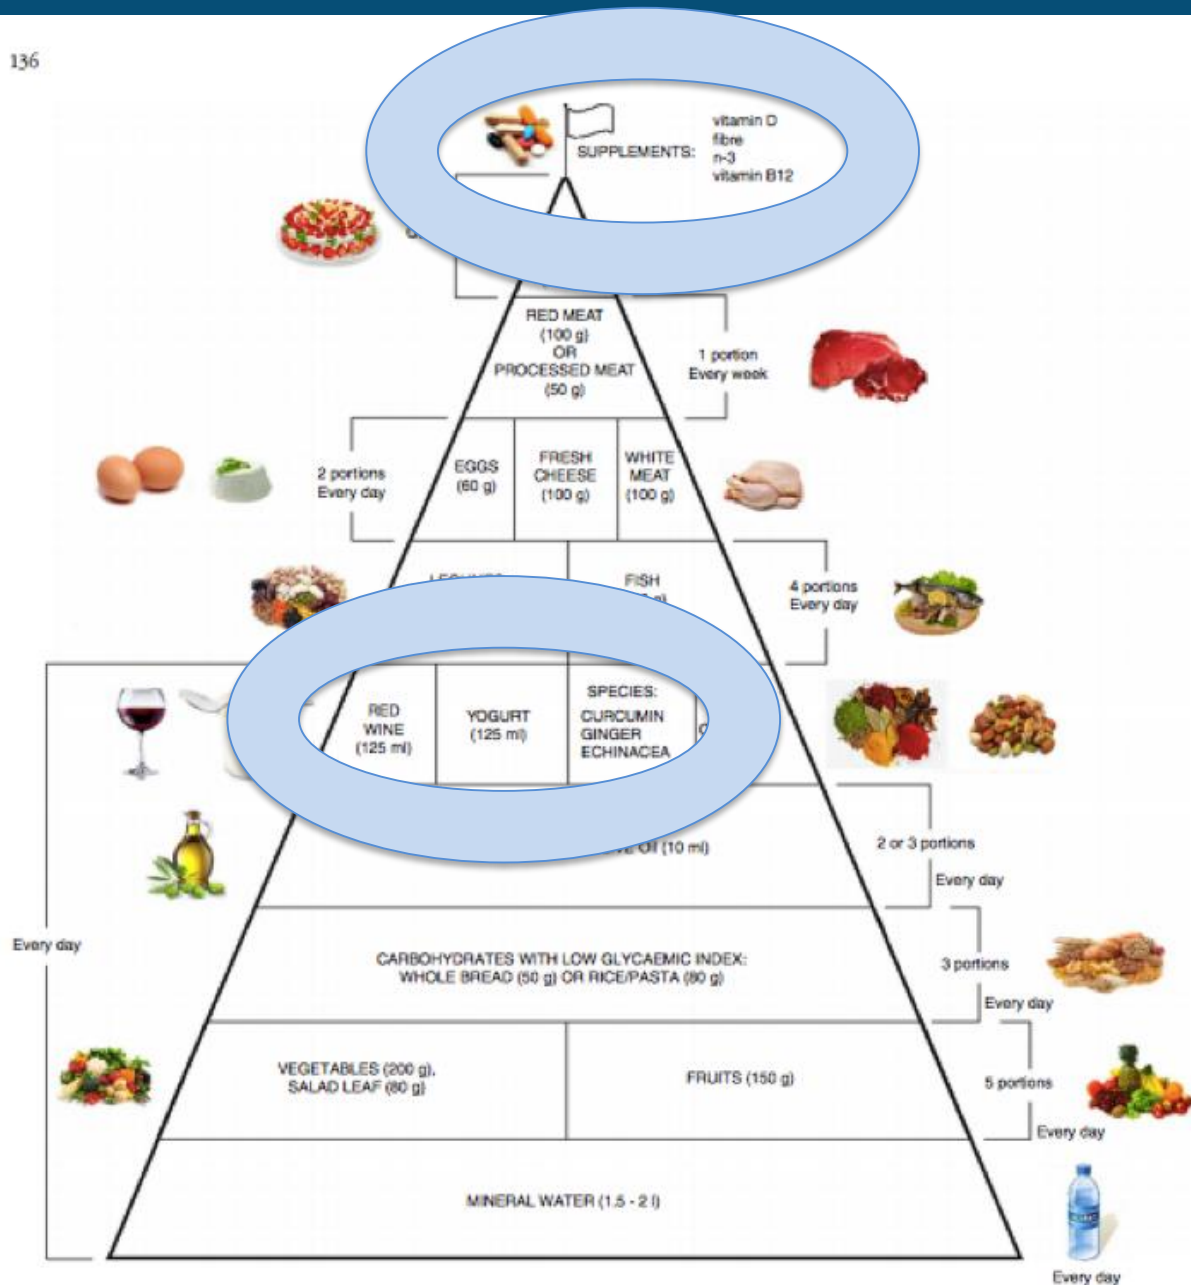 136
vitamin D
fibre
SUPPLEMENTS:
n-3
vitamin B12
RED MEAT
(100 g)
OR
PROCESSED MEAT
(50 g)
1 portion
Every week
2 portions
Every day
EGGS
(60 g)
FRESH
CHEESE
(100 g)
WHITE
MEAT
(100 g)
FISH
4 portions
Every day
RED
WINE
(125 ml)
YOGURT
(125 ml)
SPECIES:
CURCUMIN
GINGER
ECHINACEA
Oil (10 ml)
2 or 3 portions
Every day
Every day
CARBOHYDRATES WITH LOW GLYCAEMIC INDEX:
WHOLE BREAD (50 g) OR RICE/PASTA (80 g)
3 portions
Every day
VEGETABLES (200 g),
SALAD LEAF (80 g)
FRUITS (150 g)
5 portions
Every day
MINERAL WATER (1.5 - 2 l)
Every day